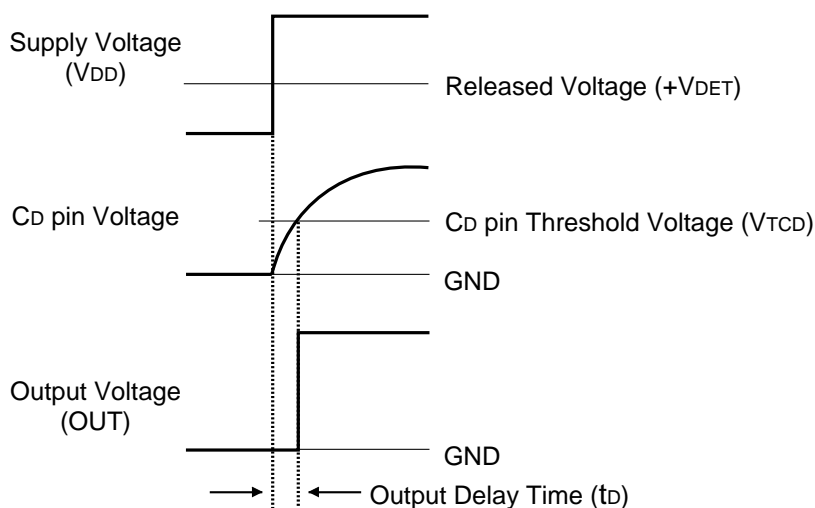 Supply Voltage
(VDD)
Released Voltage (+VDET)
CD pin Voltage
CD pin Threshold Voltage (VTCD)
GND
Output Voltage
(OUT)
GND
Output Delay Time (tD)